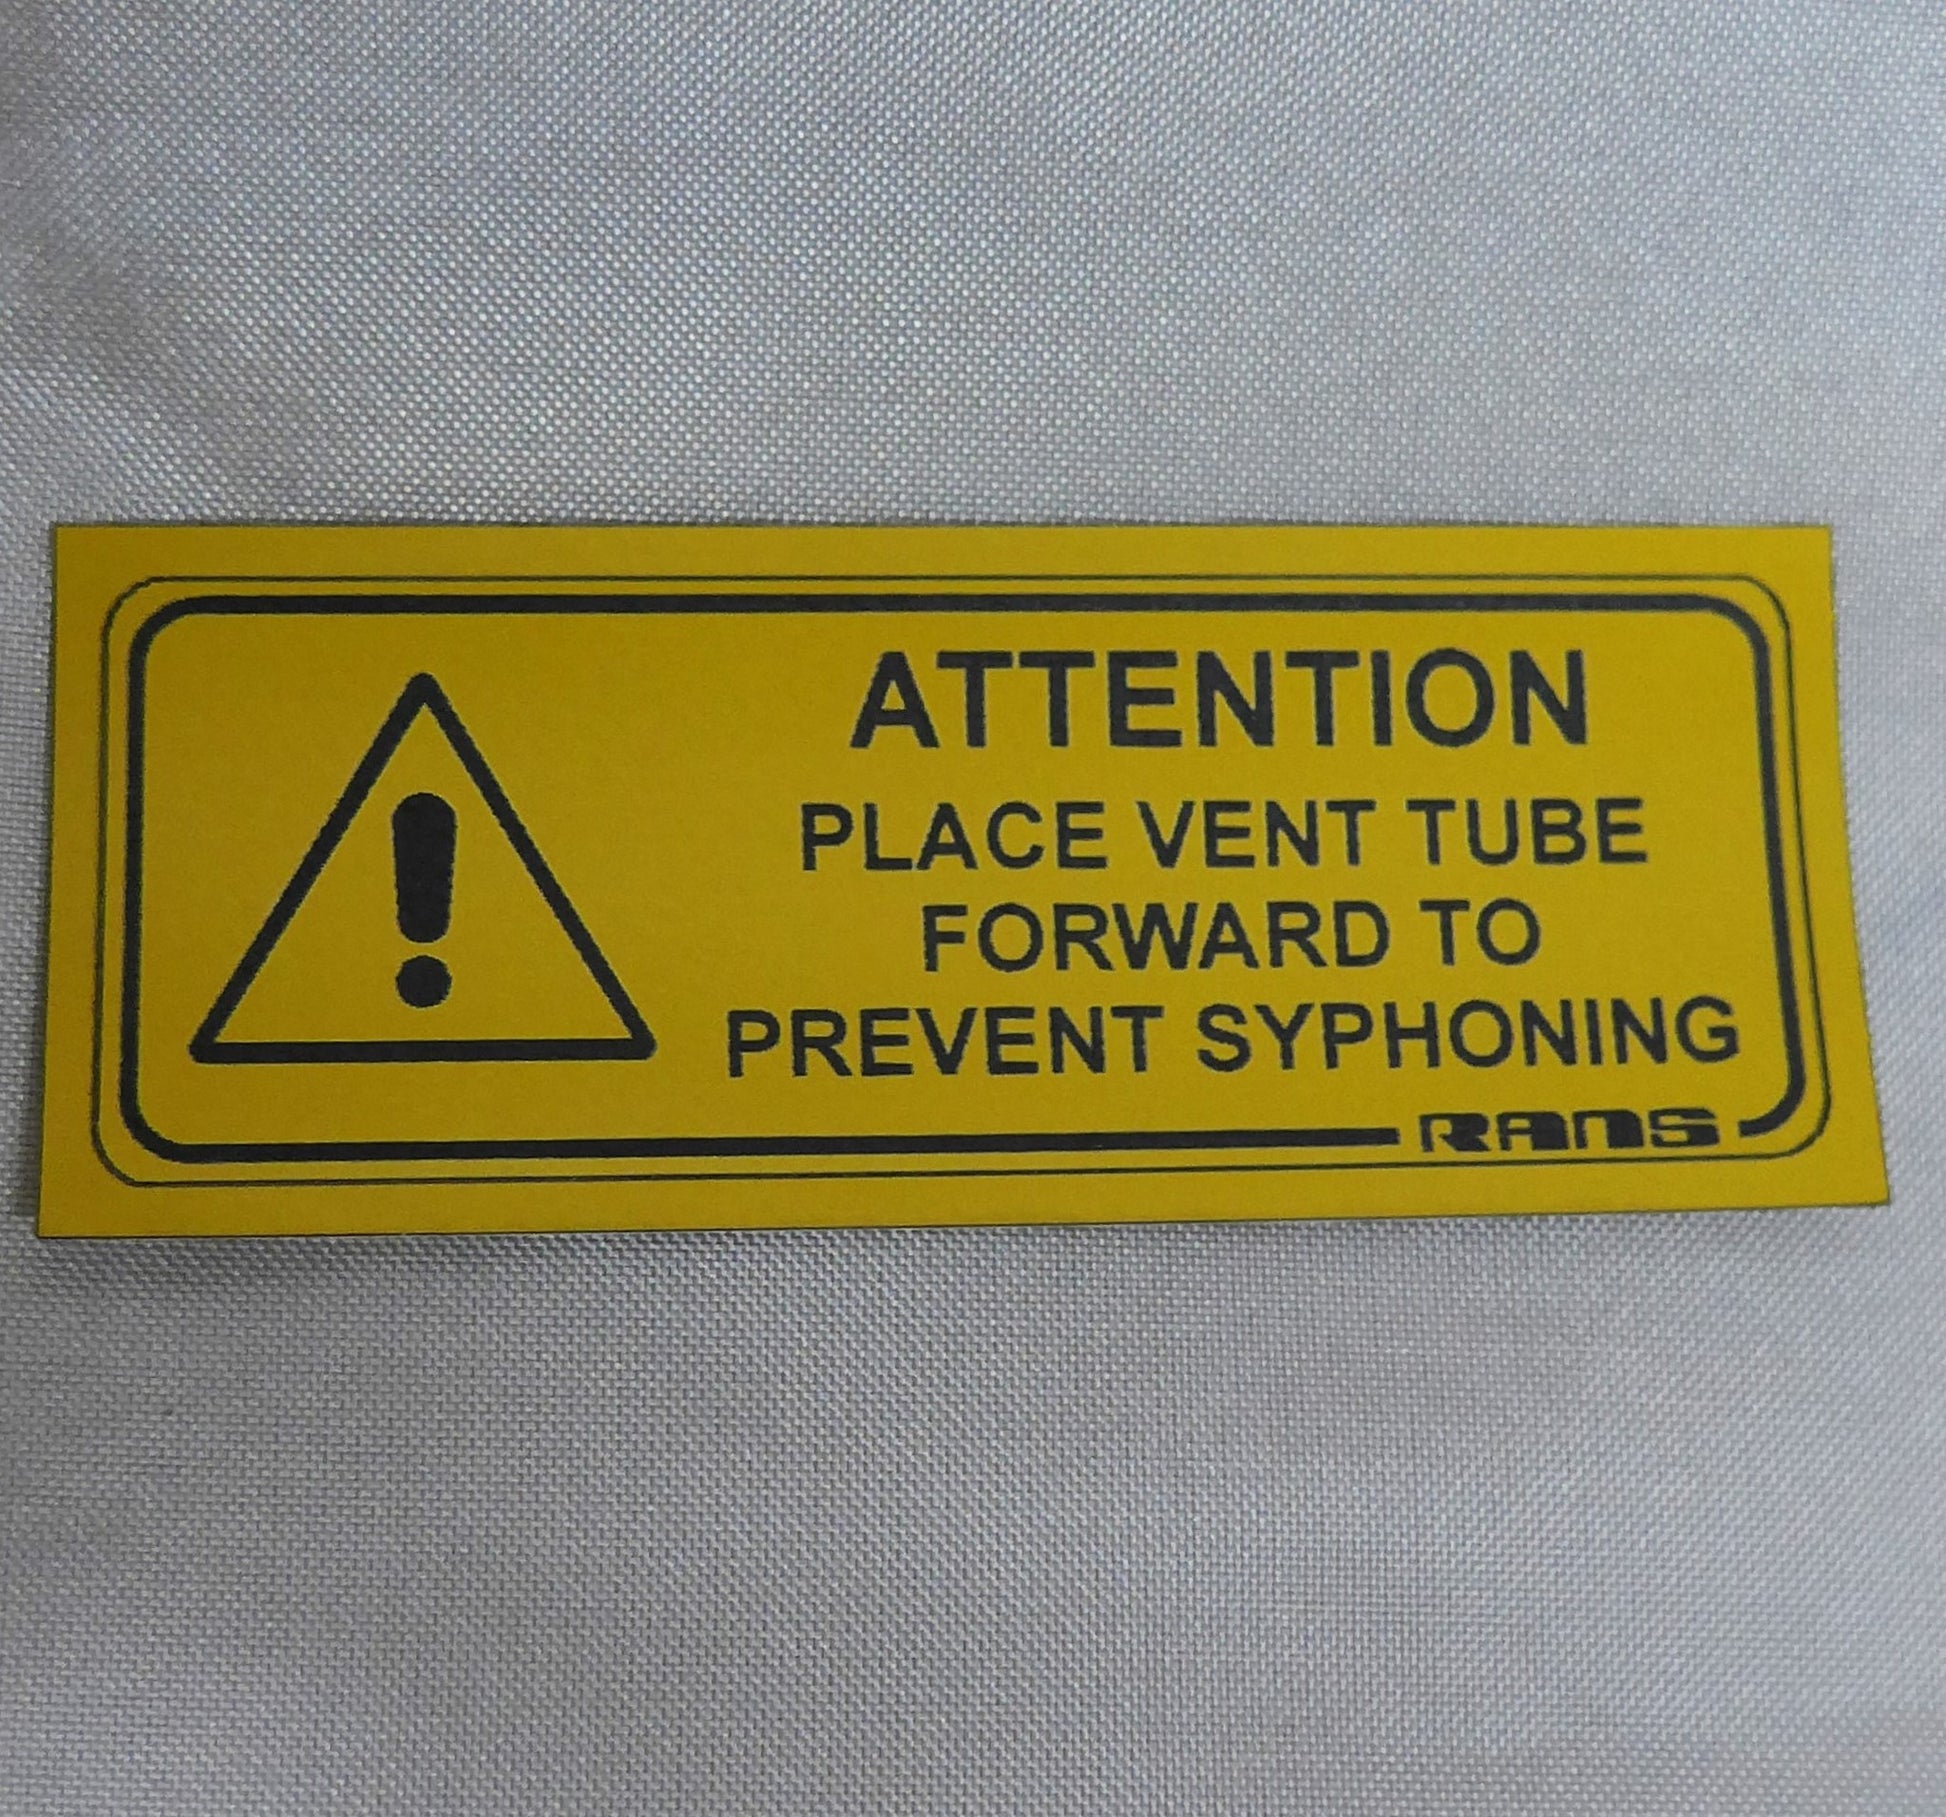 ATTENTION
PLACE VENT TUBE
FORWARD TO
PREVENT SYPHONING
RANS